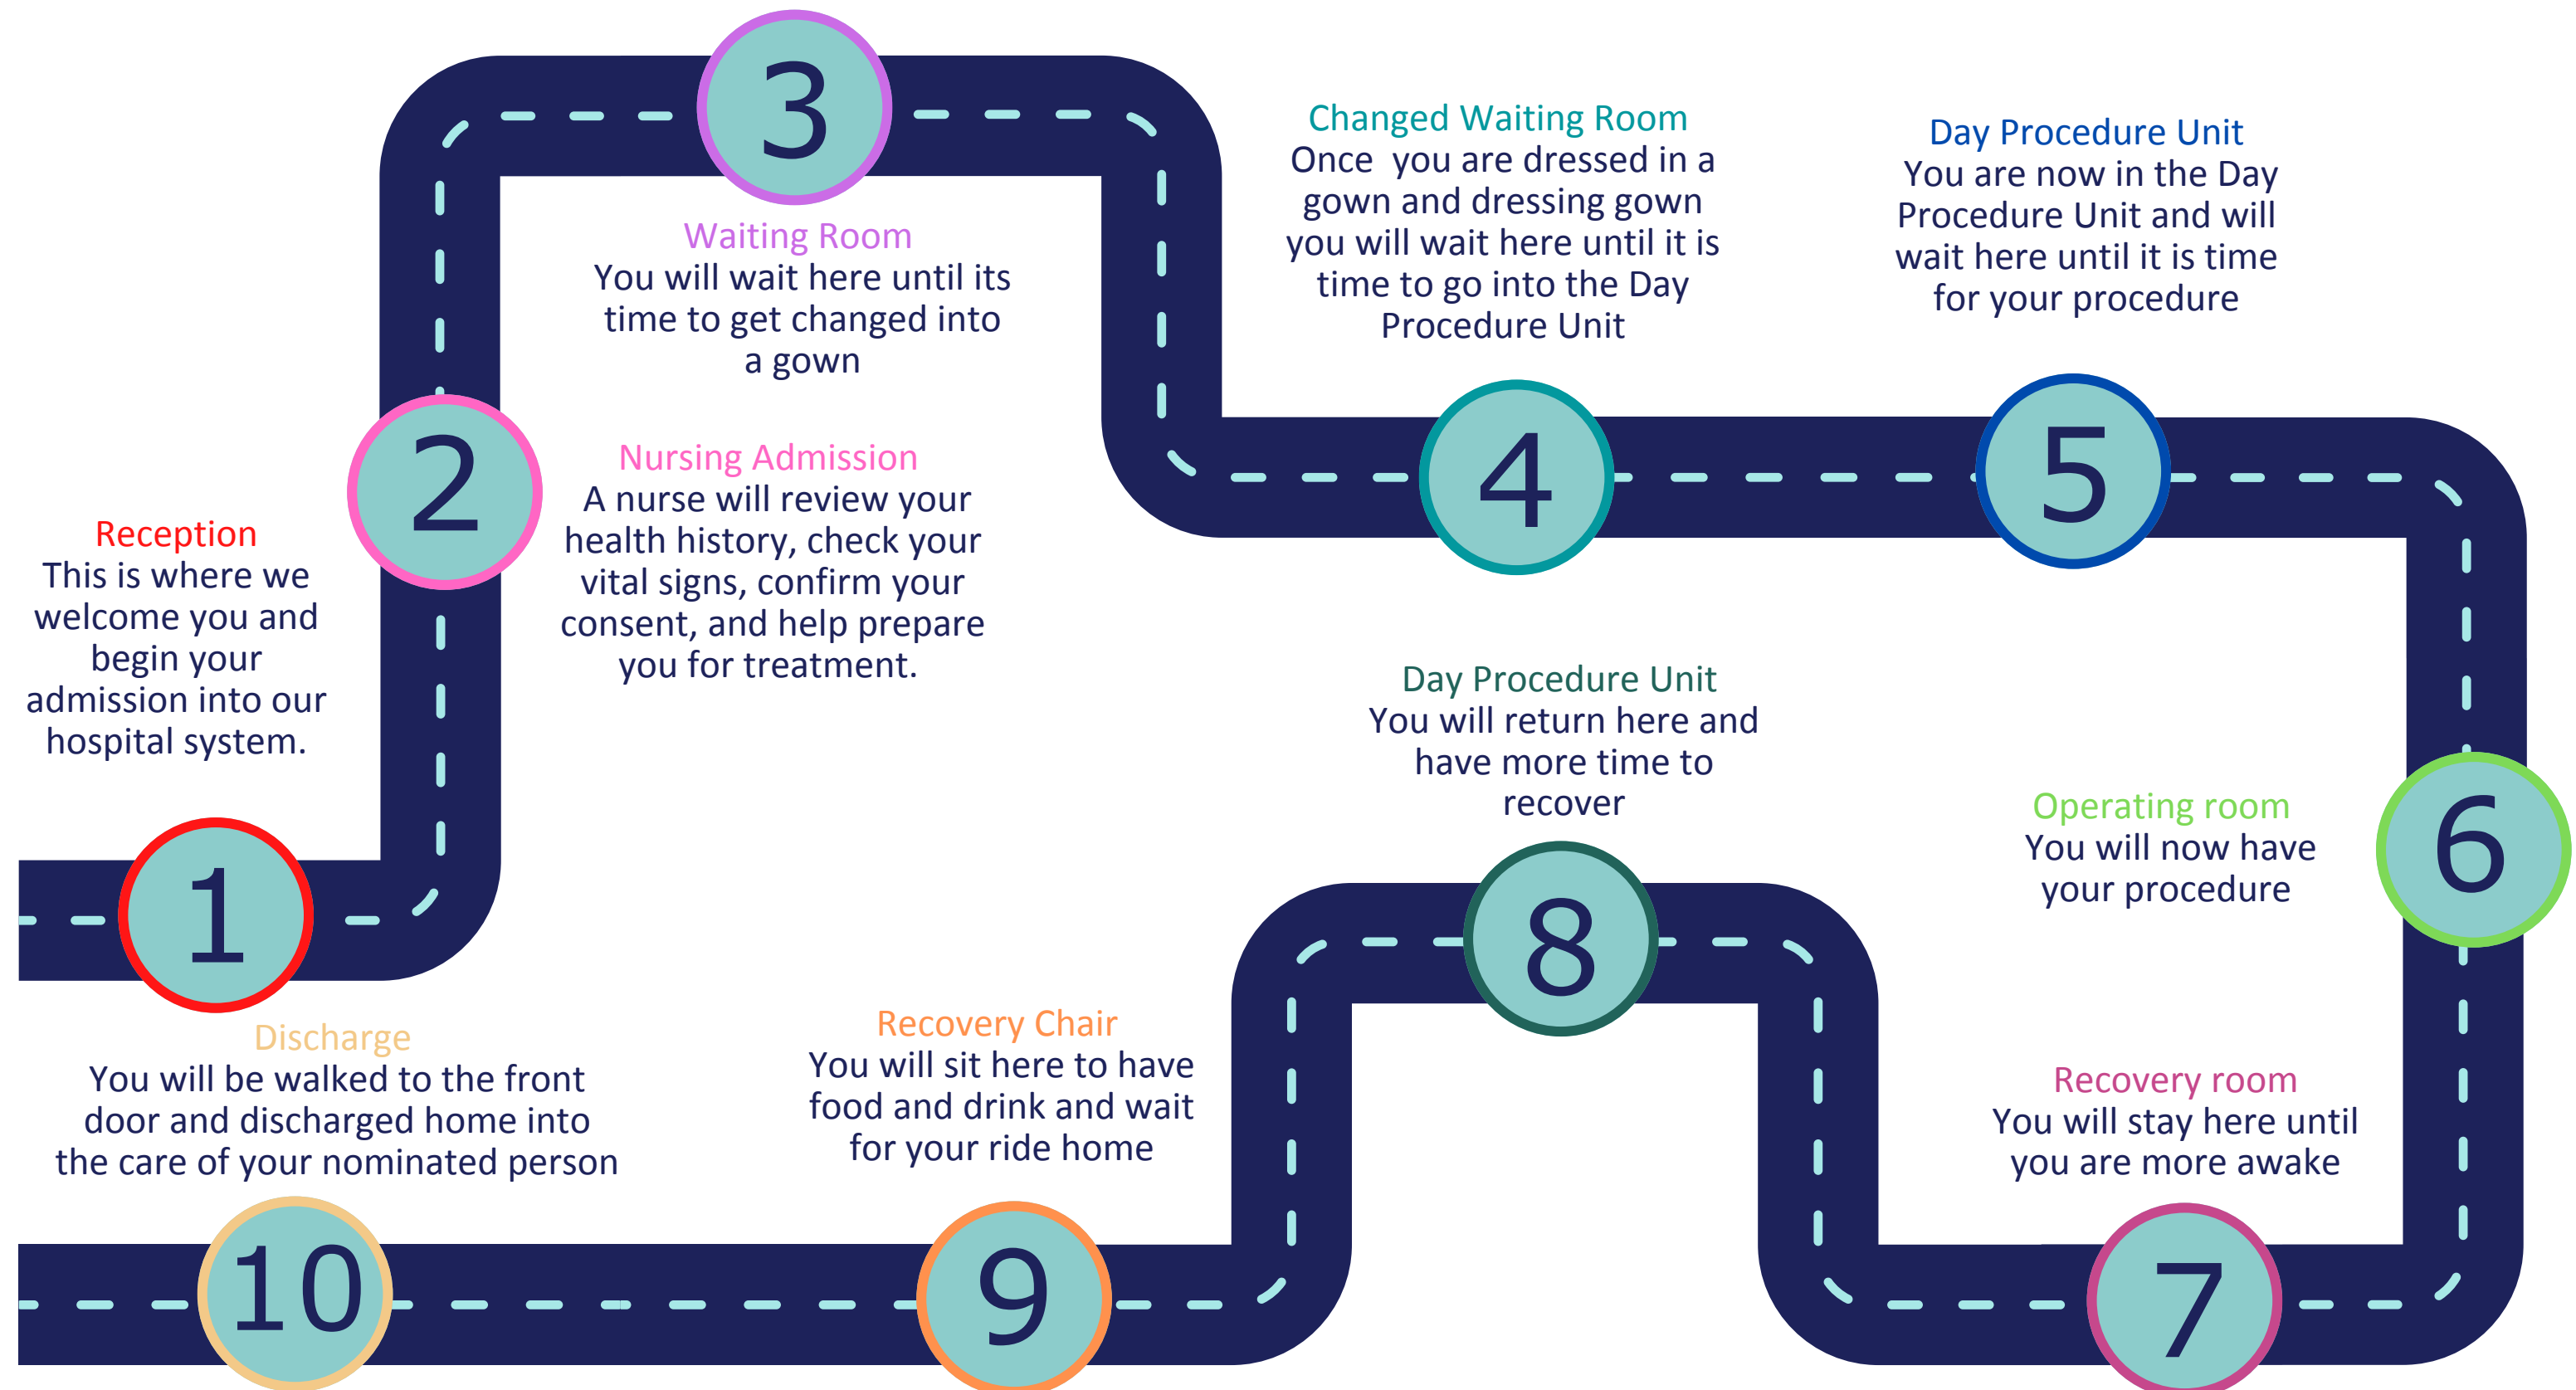 1
Reception
This is where we
welcome you and
begin your
admission into our
hospital system.
2
Nursing Admission
A nurse will review your
health history, check your
vital signs, confirm your
consent, and help prepare
you for treatment.
3
Waiting Room
You will wait here until its
time to get changed into
a gown
4
Changed Waiting Room
Once you are dressed in a
gown and dressing gown
you will wait here until it is
time to go into the Day
Procedure Unit
5
Day Procedure Unit
You are now in the Day
Procedure Unit and will
wait here until it is time
for your procedure
6
Operating room
You will now have
your procedure
7
Recovery room
You will stay here until
you are more awake
8
Day Procedure Unit
You will return here and
have more time to
recover
9
Recovery Chair
You will sit here to have
food and drink and wait
for your ride home
10
Discharge
You will be walked to the front
door and discharged home into
the care of your nominated person